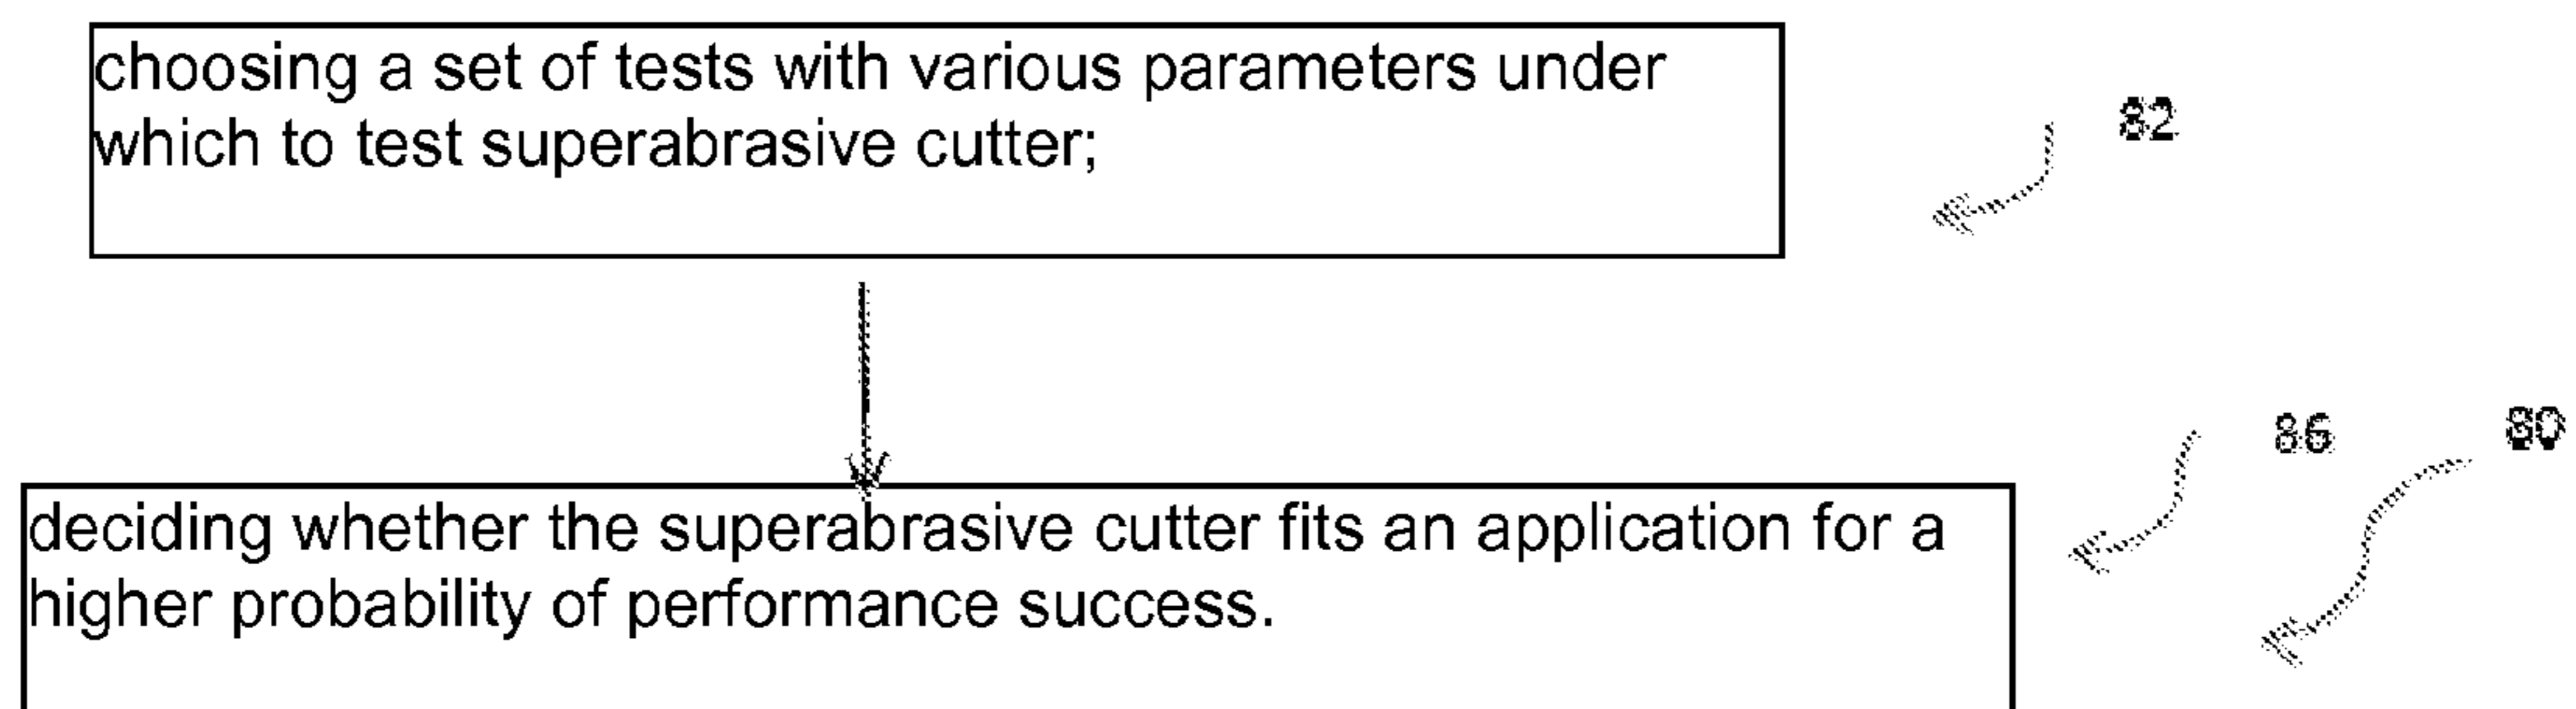 choosing a set of tests with various parameters under
which to test superabrasive cutter;
82
86
80
deciding whether the superabrasive cutter fits an application for a
higher probability of performance success.